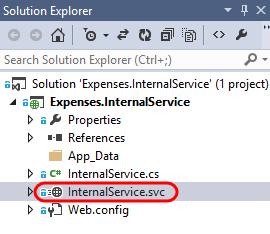 Solution Explorer
Search Solution Explorer (Ctrl+;)
Solution 'Expenses.InternalService' (1 project)
Expenses.InternalService
Properties
References
App_Data
C# InternalService.cs
InternalService.svc
Web.config